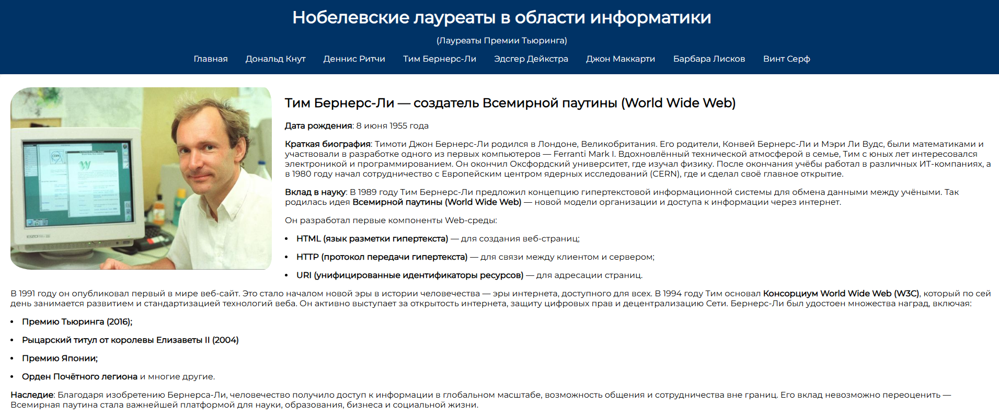 Нобелевские лауреаты в области информатики
(Лауреаты Премии Тьюринга)
Главная Дональд Кнут Деннис Ритчи Тим Бернерс-Ли Эдсгер Дейкстра Джон Маккарти Барбара Лисков Винт Серф
Тим Бернерс-Ли — создатель Всемирной паутины (World Wide Web)
Дата рождения: 8 июня 1955 года
Краткая биография: Тимоти Джон Бернерс-Ли родился в Лондоне, Великобритания. Его родители, Конвей Бернерс-Ли и Мэри Ли Вудс, были математиками и
участвовали в разработке одного из первых компьютеров — Ferranti Mark I. Вдохновлённый технической атмосферой в семье, Тим с юных лет интересовался
электроникой и программированием. Он окончил Оксфордский университет, где изучал физику. После окончания учёбы работал в различных ИТ-компаниях, а
в 1980 году начал сотрудничество с Европейским центром ядерных исследований (CERN), где и сделал своё главное открытие.
Вклад в науку: В 1989 году Тим Бернерс-Ли предложил концепцию гипертекстовой информационной системы для обмена данными между учёными. Так
родилась идея Всемирной паутины (World Wide Web) — новой модели организации и доступа к информации через интернет.
Он разработал первые компоненты Web-среды:
• HTML (язык разметки гипертекста) — для создания веб-страниц;
• HTTP (протокол передачи гипертекста) — для связи между клиентом и сервером;
• URI (унифицированные идентификаторы ресурсов) — для адресации страниц.
В 1991 году он опубликовал первый в мире веб-сайт. Это стало началом новой эры в истории человечества — эры интернета, доступного для всех. В 1994 году Тим основал Консорциум World Wide Web (W3C), который по сей
день занимается развитием и стандартизацией технологий веба. Он активно выступает за открытость интернета, защиту цифровых прав и децентрализацию Сети. Бернерс-Ли был удостоен множества наград, включая:
• Премию Тьюринга (2016);
• Рыцарский титул от королевы Елизаветы II (2004)
• Премию Японии;
• Орден Почётного легиона и многие другие.
Наследие: Благодаря изобретению Бернерса-Ли, человечество получило доступ к информации в глобальном масштабе, возможность общения и сотрудничества вне границ. Его вклад невозможно переоценить —
Всемирная паутина стала важнейшей платформой для науки, образования, бизнеса и социальной жизни.
CERN
W
EIZO